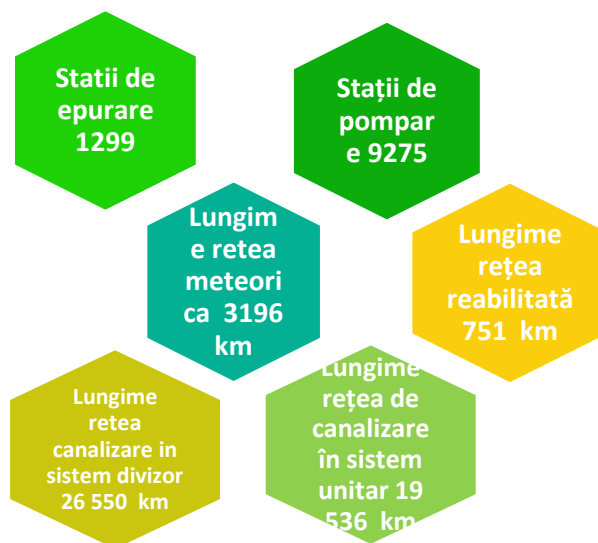 Statii de
epurare
1299
Stații de
pompar
e 9275
Lungim
e retea
meteori
ca 3196
km
Lungime
rețea
reabilitată
751 km
Lungime
retea
canalizare in
sistem divizor
26 550 km
Lungime
rețea de
canalizare
în sistem
unitar 19
536 km